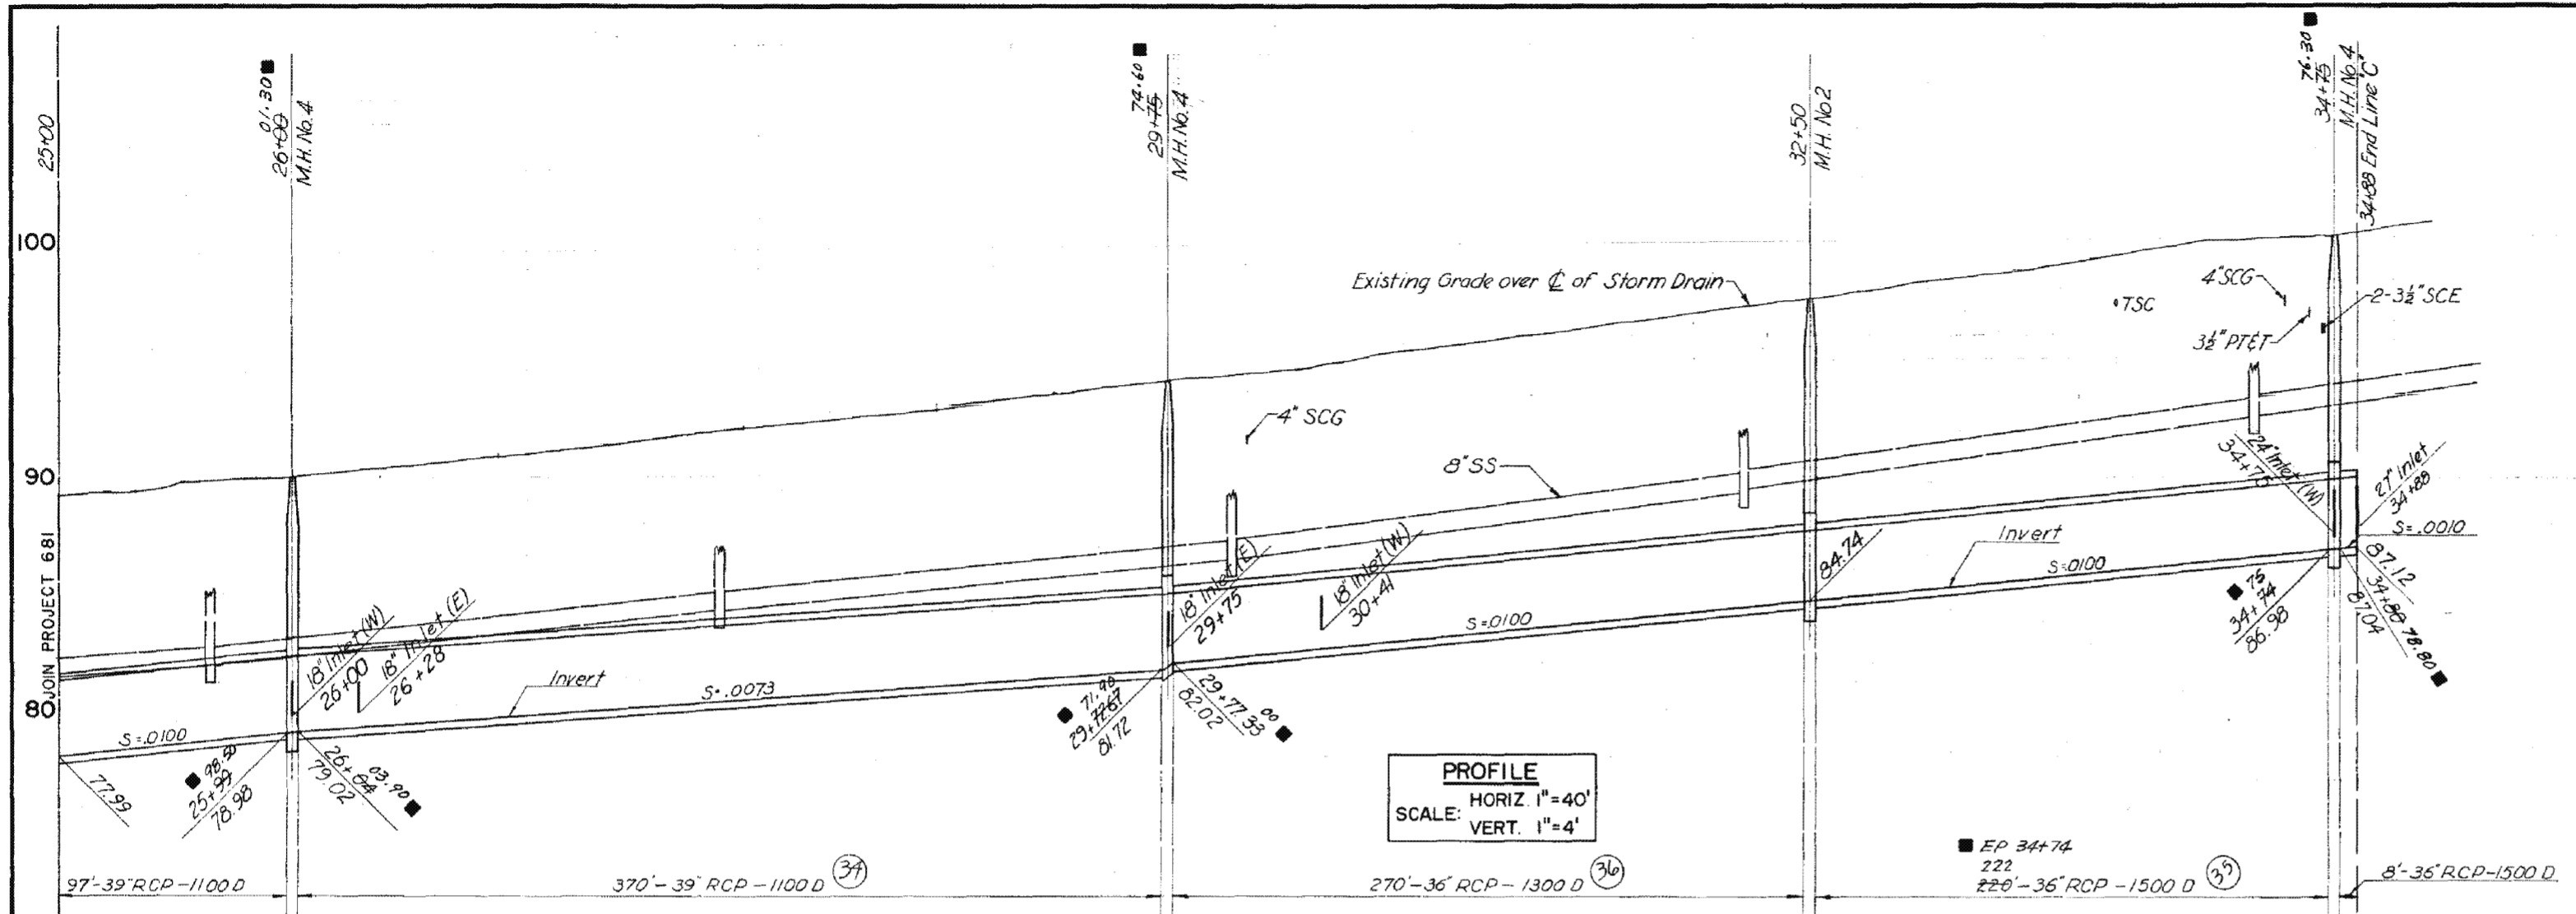 25+00
01.30
26+00
M.H. No.4
74.60
29+75
M.H. No.4
32+50
M.H. No2
76.30
34+75
M.H. No.4
34+88 End Line "C"
100
90
80
JOIN PROJECT 681
Existing Grade over ℄ of Storm Drain
4" SCG
TSC
2-3½" SCE
3½" PT&T
4" SCG
8" SS
24" Inlet (W)
34+75
27" Inlet
34+88
S=.0010
18" Inlet (W)
26+00
18" Inlet (E)
26+28
18" Inlet (E)
29+75
18" Inlet (W)
30+41
84.74
Invert
S=.0100
Invert
S=.0073
S=.0100
S=.0100
77.99
98.50
25+99
78.98
03.90
26+04
79.02
71.90
29+72.67
81.72
00
29+77.33
82.02
75
34+74
86.98
87.12
34+80 78.80
87.04
PROFILE
SCALE: HORIZ. 1"=40'
VERT. 1"=4'
EP 34+74
222
97'-39" RCP-1100 D
370'-39" RCP-1100 D
34
270'-36" RCP-1300 D
36
220'-36" RCP-1500 D
35
8'-36" RCP-1500 D